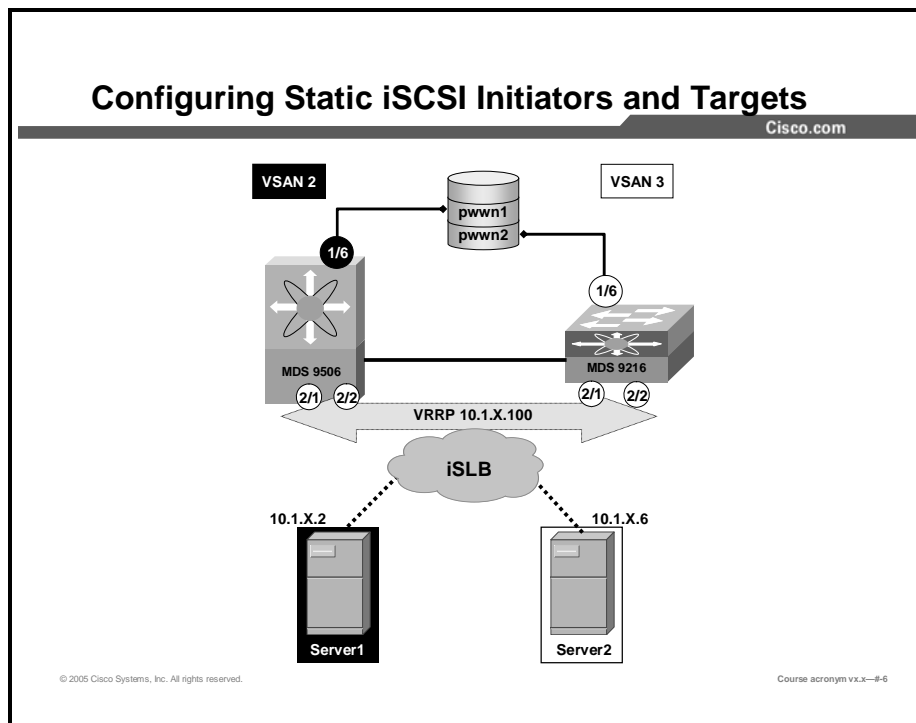 Configuring Static iSCSI Initiators and Targets
Cisco.com
VSAN 2
VSAN 3
pwwn1
pwwn2
1/6
1/6
MDS 9506
MDS 9216
2/1
2/2
2/1
2/2
VRRP 10.1.X.100
iSLB
10.1.X.2
10.1.X.6
Server1
Server2
© 2005 Cisco Systems, Inc. All rights reserved.
Course acronym vx.x—#-6